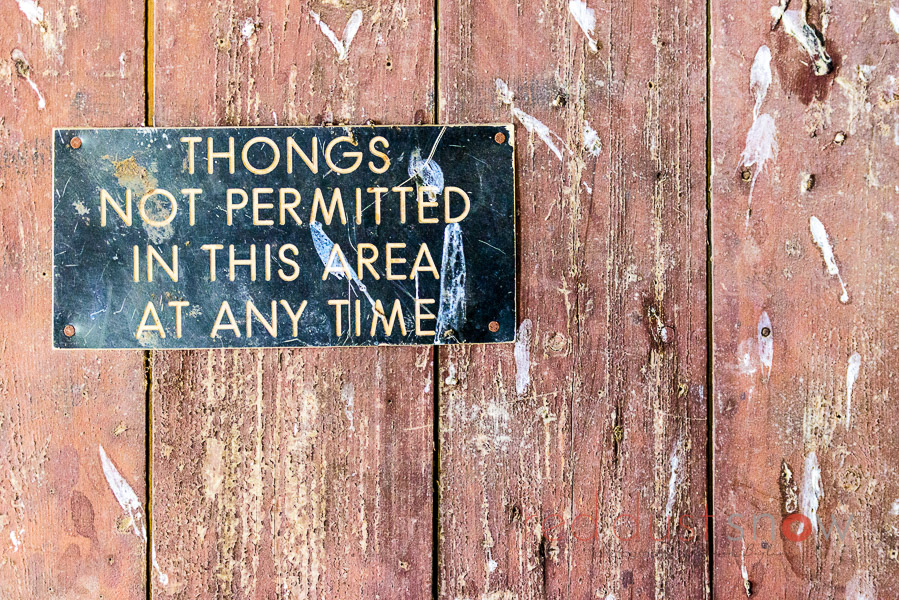 THONGS
NOT PERMITTED
IN THIS AREA
AT ANY TIME